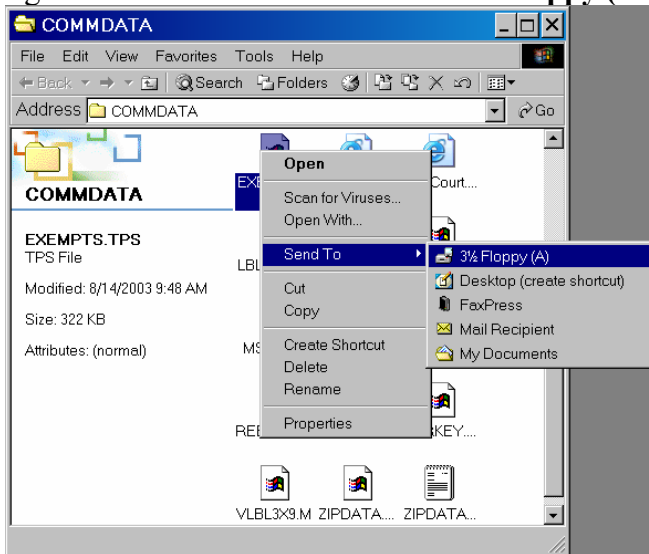 COMMDATA
File Edit View Favorites Tools Help
Back Search Folders
Address COMMDATA Go
COMMDATA
EXEMPTS.TPS
TPS File
Modified: 8/14/2003 9:48 AM
Size: 322 KB
Attributes: (normal)
Court....
Open
Scan for Viruses...
Open With...
Send To
Cut
Copy
Create Shortcut
Delete
Rename
Properties
3½ Floppy (A)
Desktop (create shortcut)
FaxPress
Mail Recipient
My Documents
KEY....
VLBL3X9.M ZIPDATA.... ZIPDATA...